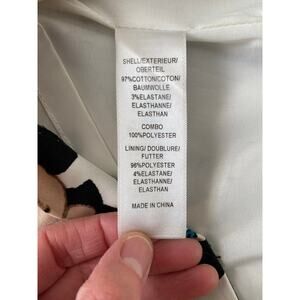 SHELL/EXTERIEUR/
OBERTEIL
97%COTTON/COTON/
BAUMWOLLE
3%ELASTANE/
ELASTHANNE/
ELASTHAN
COMBO
100%POLYESTER
LINING/ DOUBLURE/
FUTTER
96%POLYESTER
4%ELASTANE/
ELASTHANNE/
ELASTHAN
MADE IN CHINA